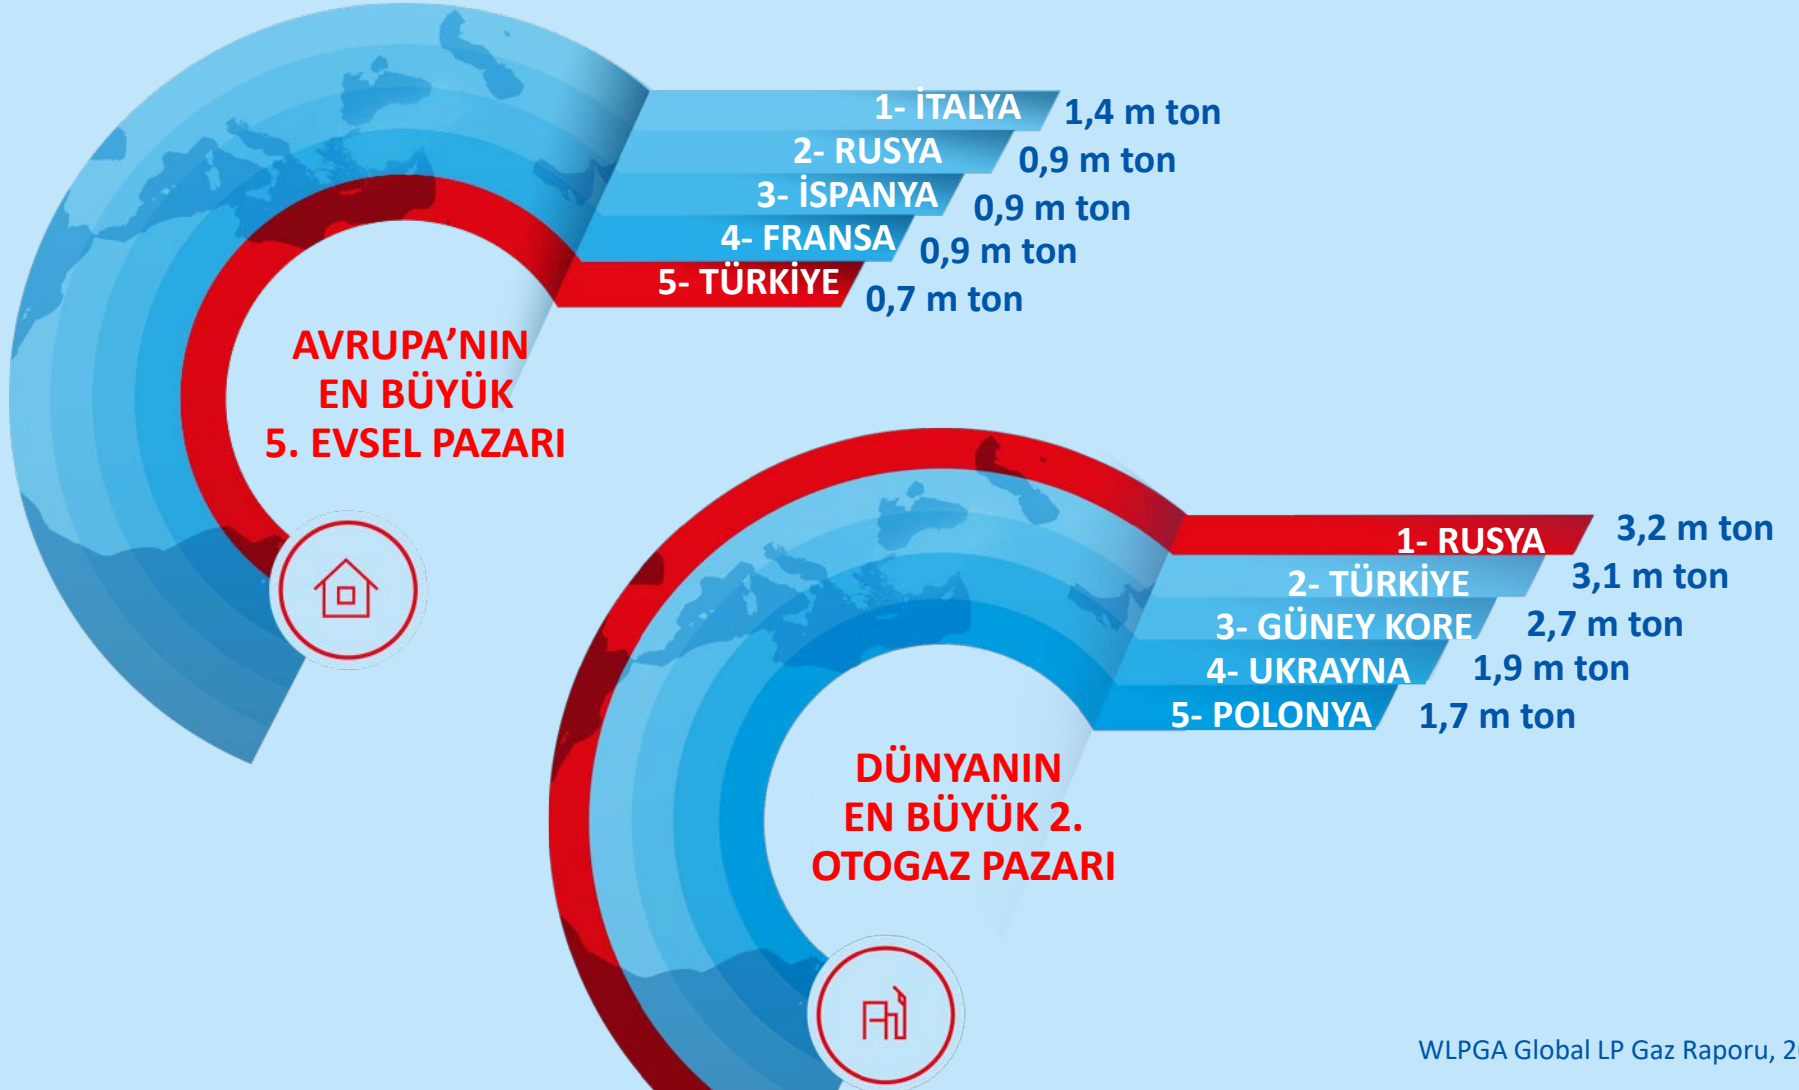 1- İTALYA 1,4 m ton
2- RUSYA 0,9 m ton
3- İSPANYA 0,9 m ton
4- FRANSA 0,9 m ton
5- TÜRKİYE 0,7 m ton
AVRUPA’NIN
EN BÜYÜK
5. EVSEL PAZARI
1- RUSYA 3,2 m ton
2- TÜRKİYE 3,1 m ton
3- GÜNEY KORE 2,7 m ton
4- UKRAYNA 1,9 m ton
5- POLONYA 1,7 m ton
DÜNYANIN
EN BÜYÜK 2.
OTOGAZ PAZARI
WLPGA Global LP Gaz Raporu,